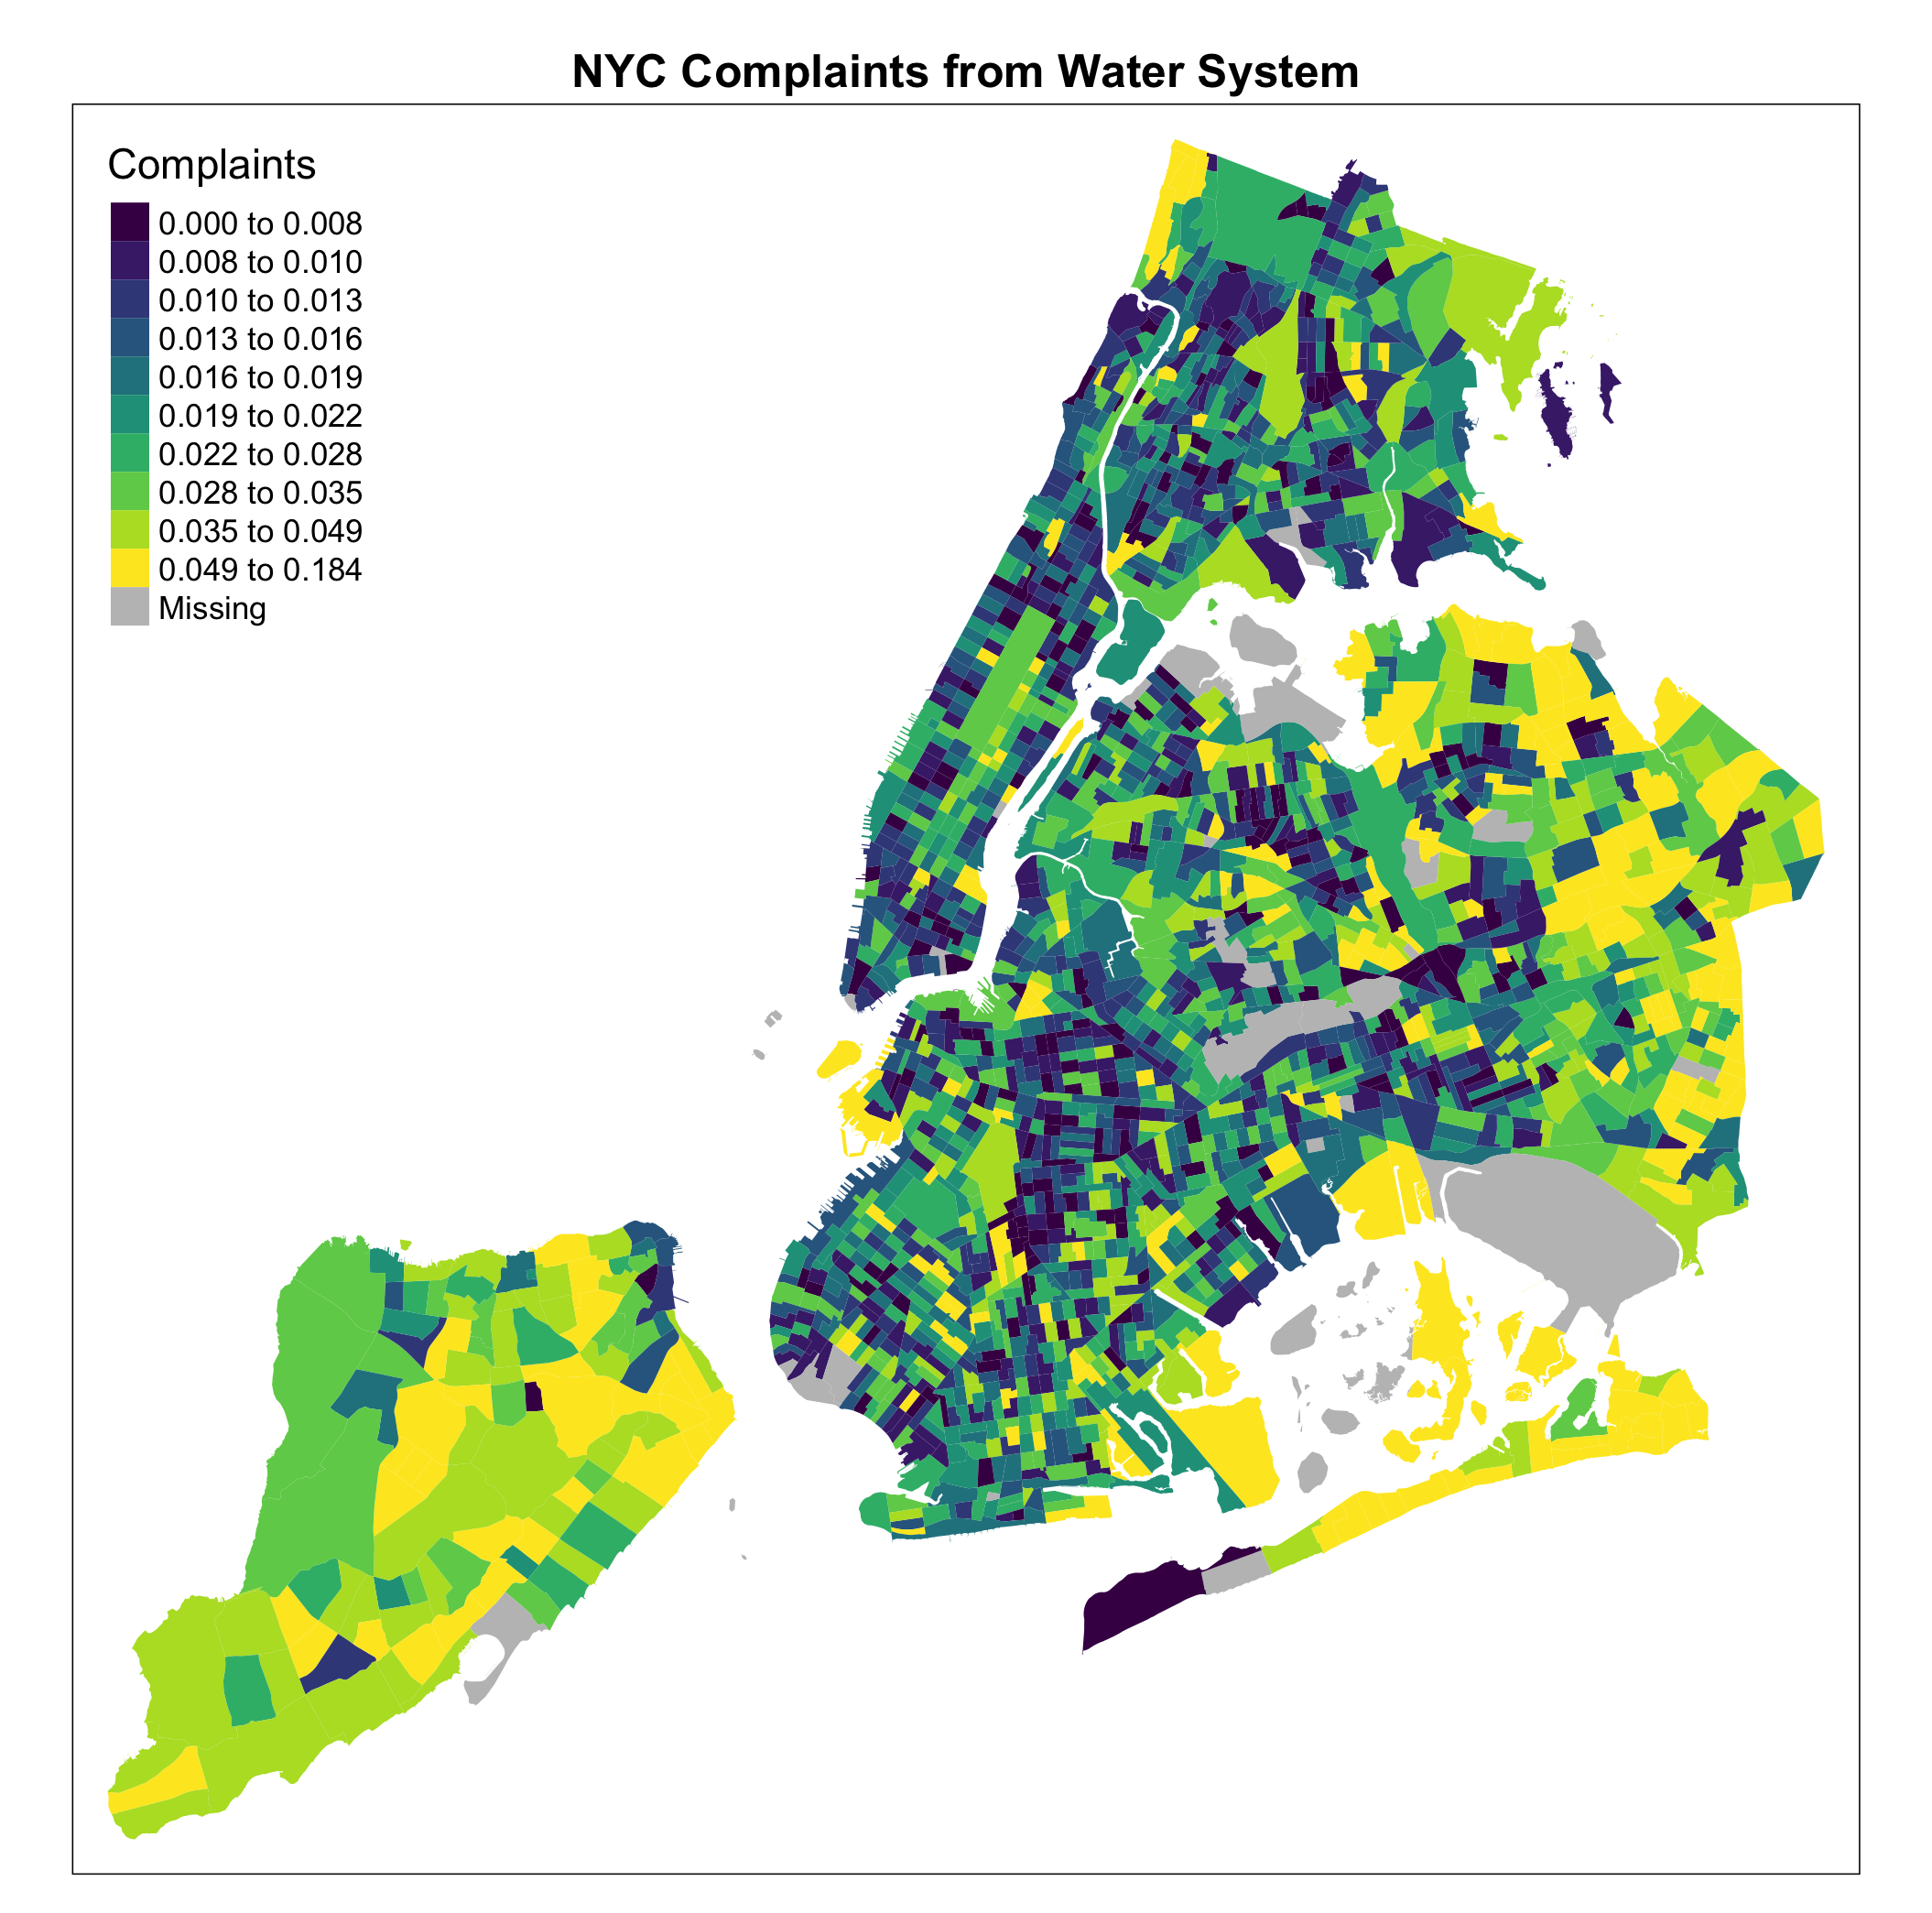 NYC Complaints from Water System
Complaints
0.000 to 0.008
0.008 to 0.010
0.010 to 0.013
0.013 to 0.016
0.016 to 0.019
0.019 to 0.022
0.022 to 0.028
0.028 to 0.035
0.035 to 0.049
0.049 to 0.184
Missing